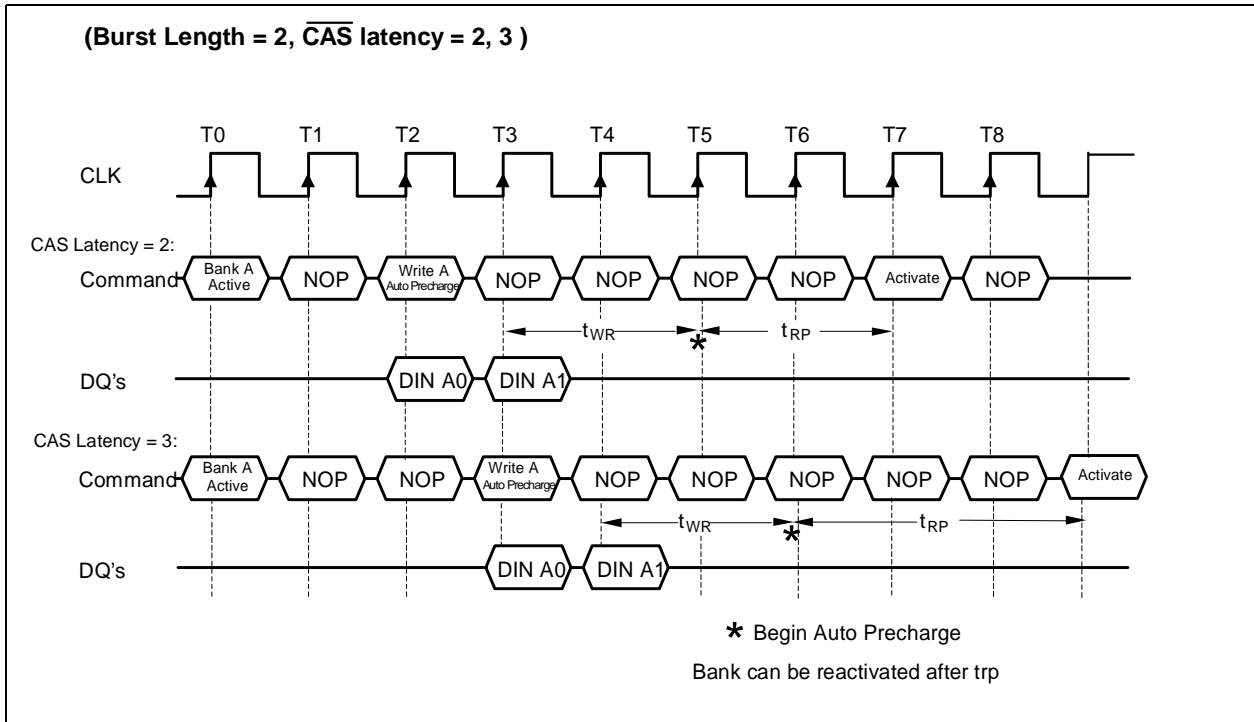 (Burst Length = 2, CAS latency = 2, 3 )
T0 T1 T2 T3 T4 T5 T6 T7 T8
CLK
CAS Latency = 2:
Command Bank A Active NOP Write A Auto Precharge NOP NOP NOP NOP Activate NOP
tWR * tRP
DQ's DIN A0 DIN A1
CAS Latency = 3:
Command Bank A Active NOP NOP Write A Auto Precharge NOP NOP NOP NOP NOP Activate
tWR * tRP
DQ's DIN A0 DIN A1
* Begin Auto Precharge
Bank can be reactivated after trp